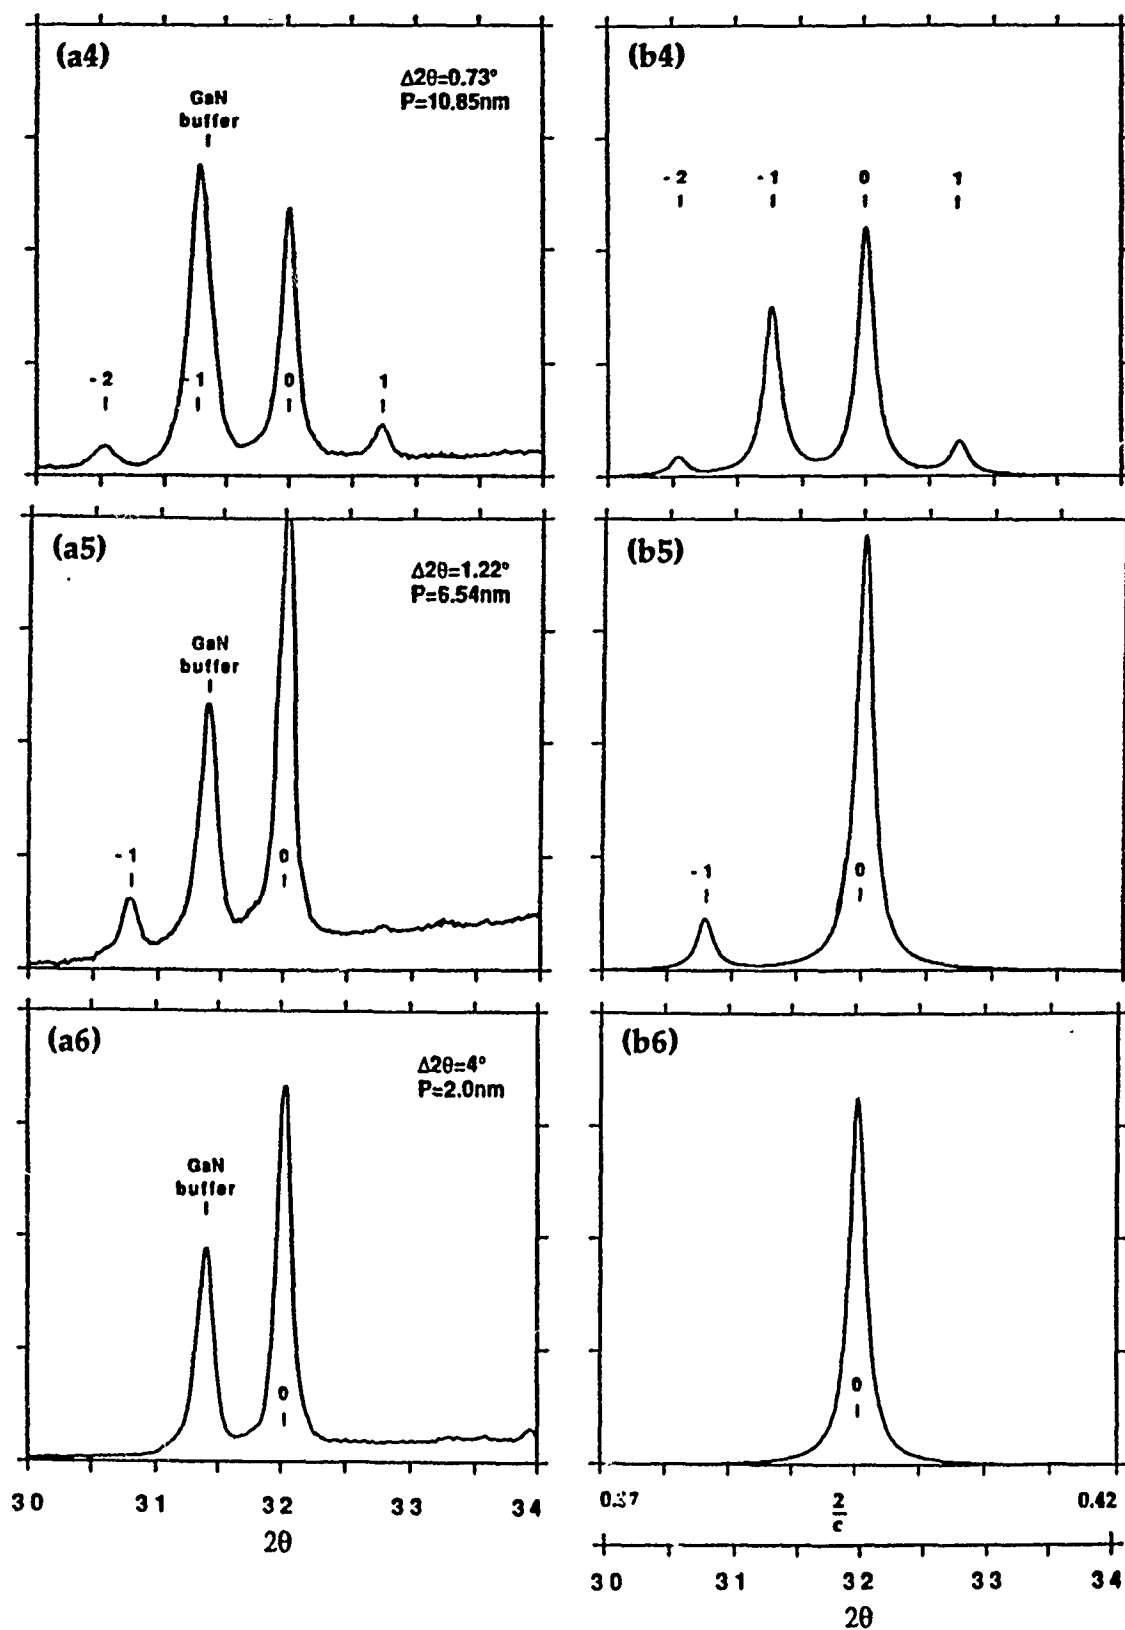 (a4)
Δ2θ=0.73°
P=10.85nm
GaN
buffer
-2
-1
0
1
(b4)
-2
-1
0
1
(a5)
Δ2θ=1.22°
P=6.54nm
GaN
buffer
-1
0
(b5)
-1
0
(a6)
Δ2θ=4°
P=2.0nm
GaN
buffer
0
30 31 32 33 34
2θ
(b6)
0
0.37 2/c 0.42
30 31 32 33 34
2θ